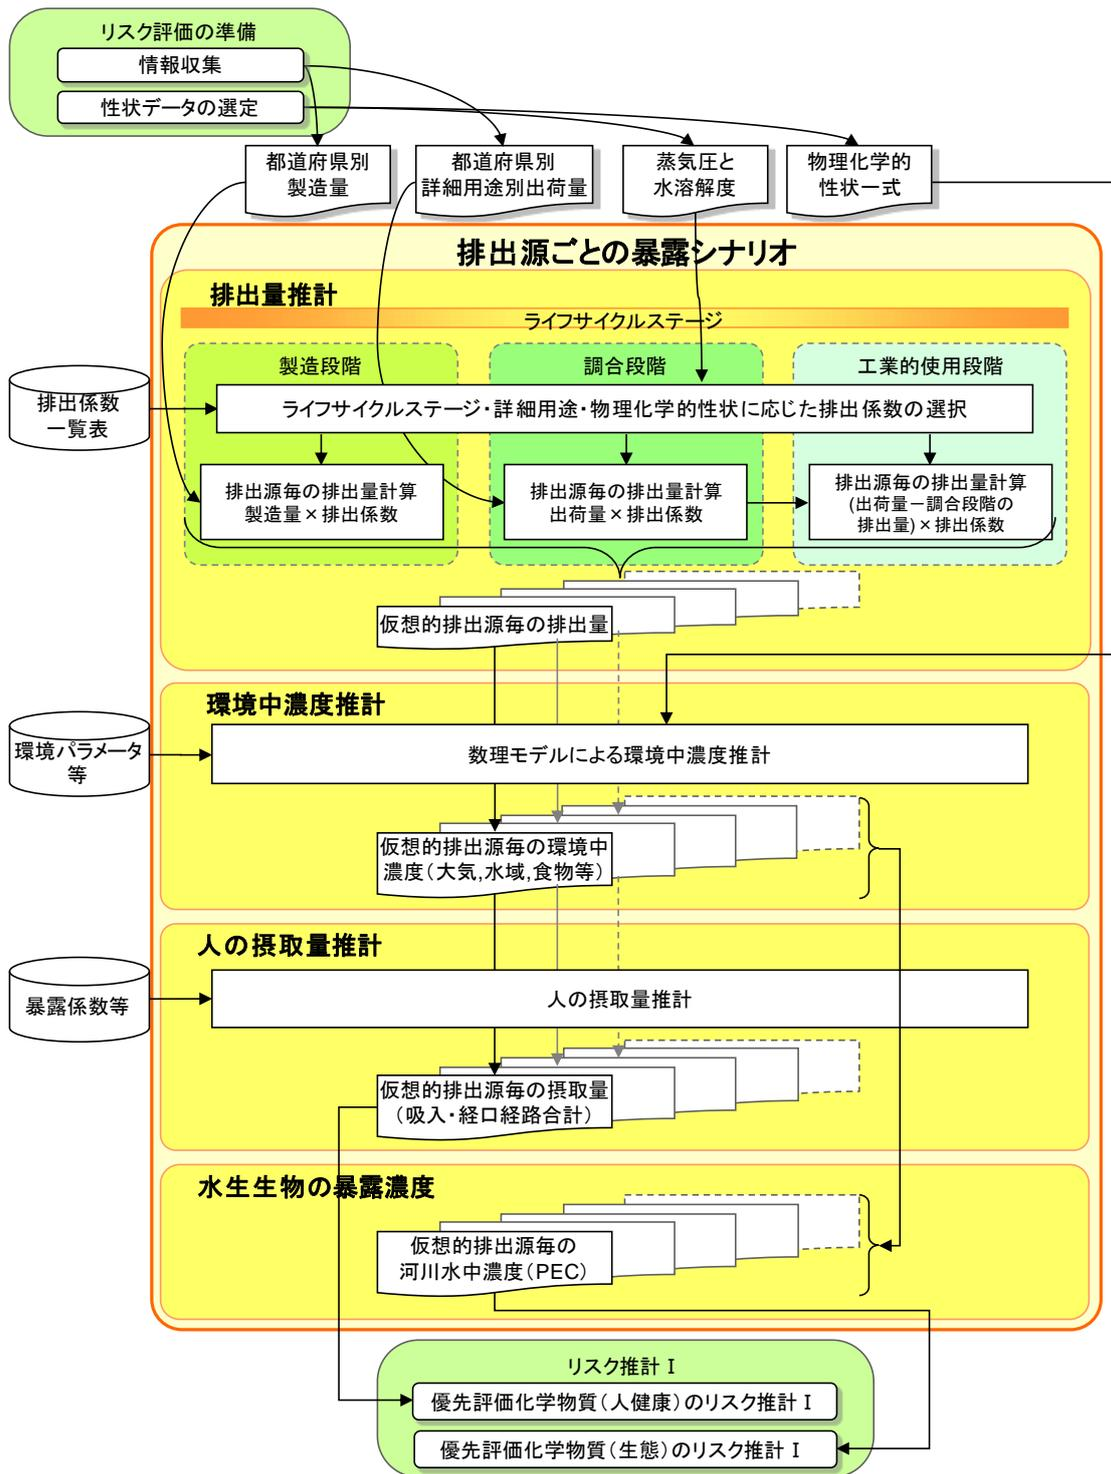 リスク評価の準備
情報収集
性状データの選定
都道府県別
製造量
都道府県別
詳細用途別出荷量
蒸気圧と
水溶解度
物理化学的
性状一式
排出源ごとの暴露シナリオ
排出量推計
ライフサイクルステージ
製造段階
調合段階
工業的使用段階
排出係数
一覧表
ライフサイクルステージ・詳細用途・物理化学的性状に応じた排出係数の選択
排出源毎の排出量計算
製造量×排出係数
排出源毎の排出量計算
出荷量×排出係数
排出源毎の排出量計算
(出荷量－調合段階の
排出量)×排出係数
仮想的排出源毎の排出量
環境中濃度推計
環境パラメータ
等
数理モデルによる環境中濃度推計
仮想的排出源毎の環境中
濃度(大気,水域,食物等)
人の摂取量推計
暴露係数等
人の摂取量推計
仮想的排出源毎の摂取量
(吸入・経口経路合計)
水生生物の暴露濃度
仮想的排出源毎の
河川水中濃度(PEC)
リスク推計Ⅰ
優先評価化学物質(人健康)のリスク推計Ⅰ
優先評価化学物質(生態)のリスク推計Ⅰ